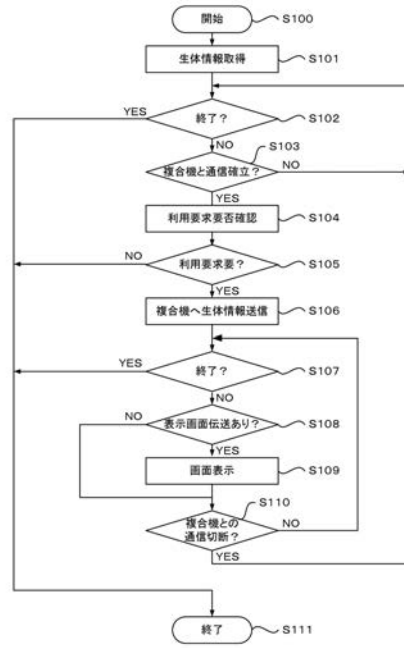 開始
S100
生体情報取得
S101
YES
終了？
S102
NO
S103
複合機と通信確立？
NO
YES
利用要求要否確認
S104
NO
利用要求要？
S105
YES
複合機へ生体情報送信
S106
YES
終了？
S107
NO
NO
表示画面伝送あり？
S108
YES
画面表示
S109
S110
複合機との
通信切断？
NO
YES
終了
S111